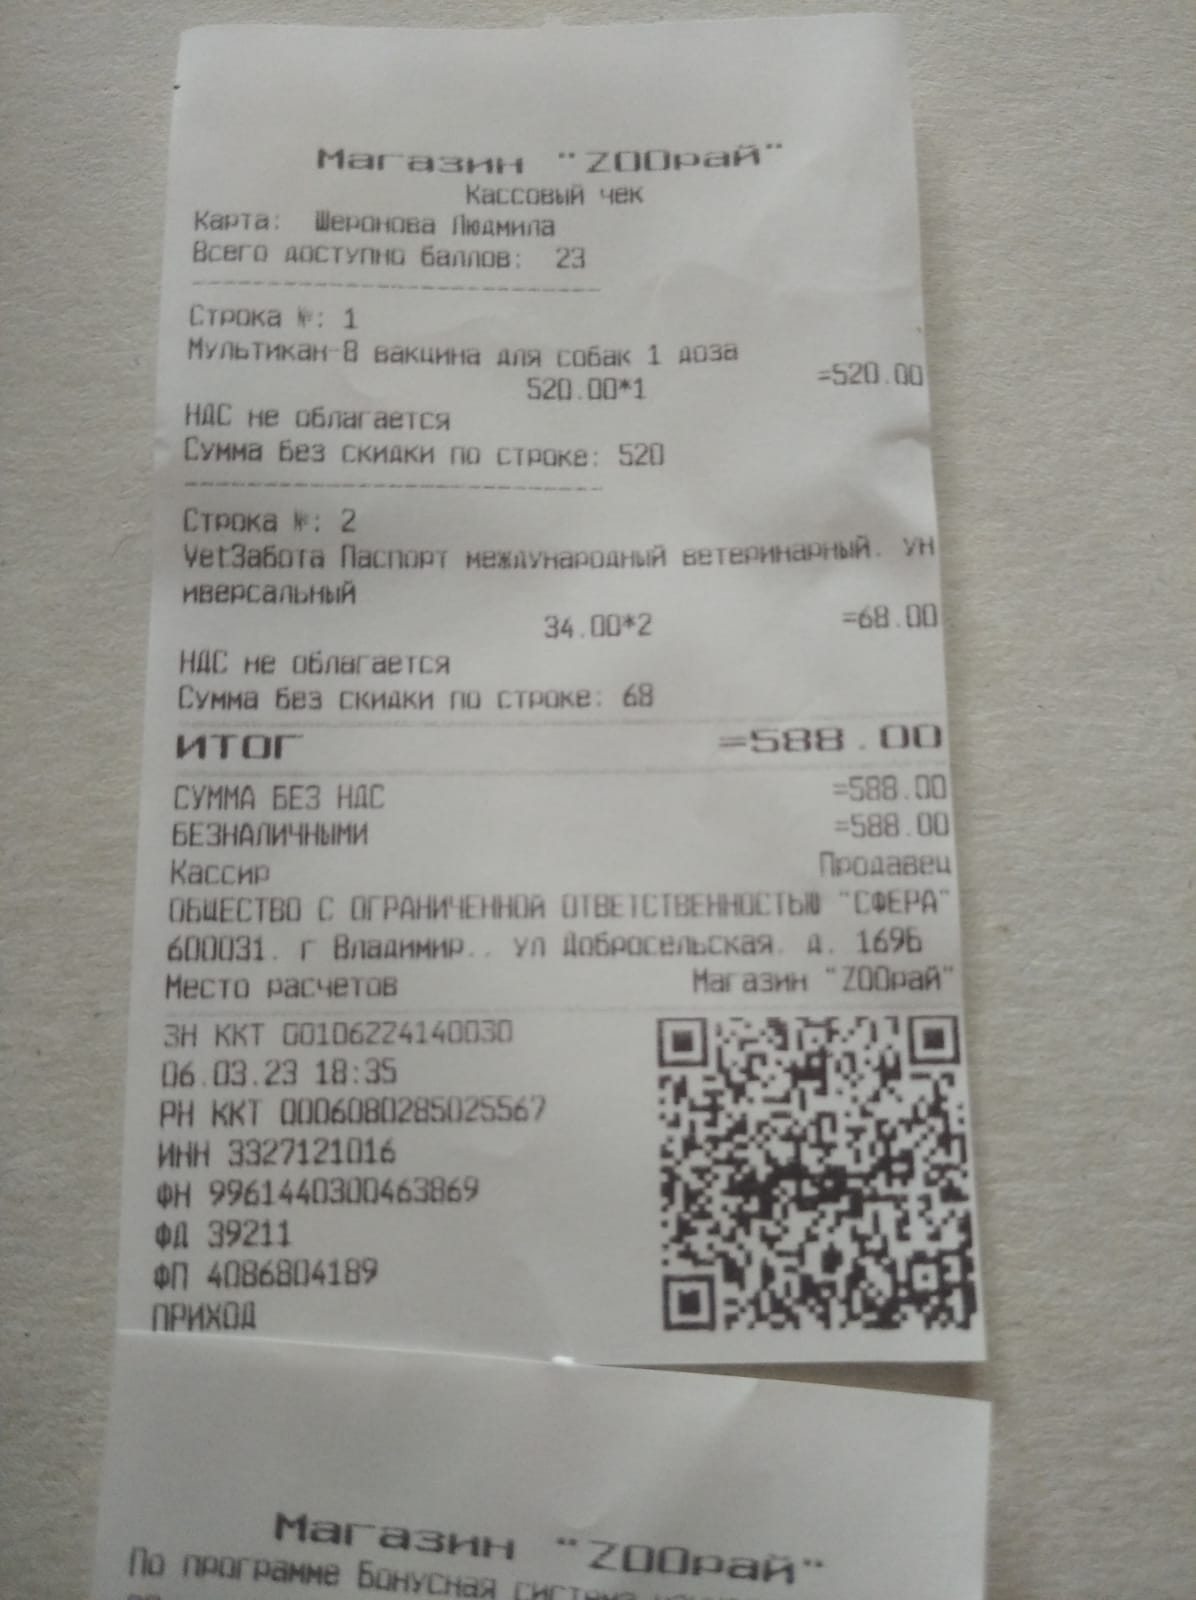 Магазин "ZOOрай"
Кассовый чек
Карта: Шеронова Людмила
Всего доступно баллов: 23
Строка №: 1
Мультикан-8 вакцина для собак 1 доза
520.00*1 =520.00
НДС не облагается
Сумма без скидки по строке: 520
Строка №: 2
VetЗабота Паспорт международный ветеринарный. ун
иверсальный
34.00*2 =68.00
НДС не облагается
Сумма без скидки по строке: 68
ИТОГ =588.00
СУММА БЕЗ НДС =588.00
БЕЗНАЛИЧНЫМИ =588.00
Кассир Продавец
ОБЩЕСТВО С ОГРАНИЧЕННОЙ ОТВЕТСТВЕННОСТЬЮ "СФЕРА"
600031. г Владимир.. ул Добросельская. д. 169Б
Место расчетов Магазин "ZOOрай"
ЗН ККТ 00106224140030
06.03.23 18:35
РН ККТ 0006080285025567
ИНН 3327121016
ФН 9961440300463869
ФД 39211
ФП 4086804189
ПРИХОД
Магазин "ZOOрай"
По программе Бонусная система